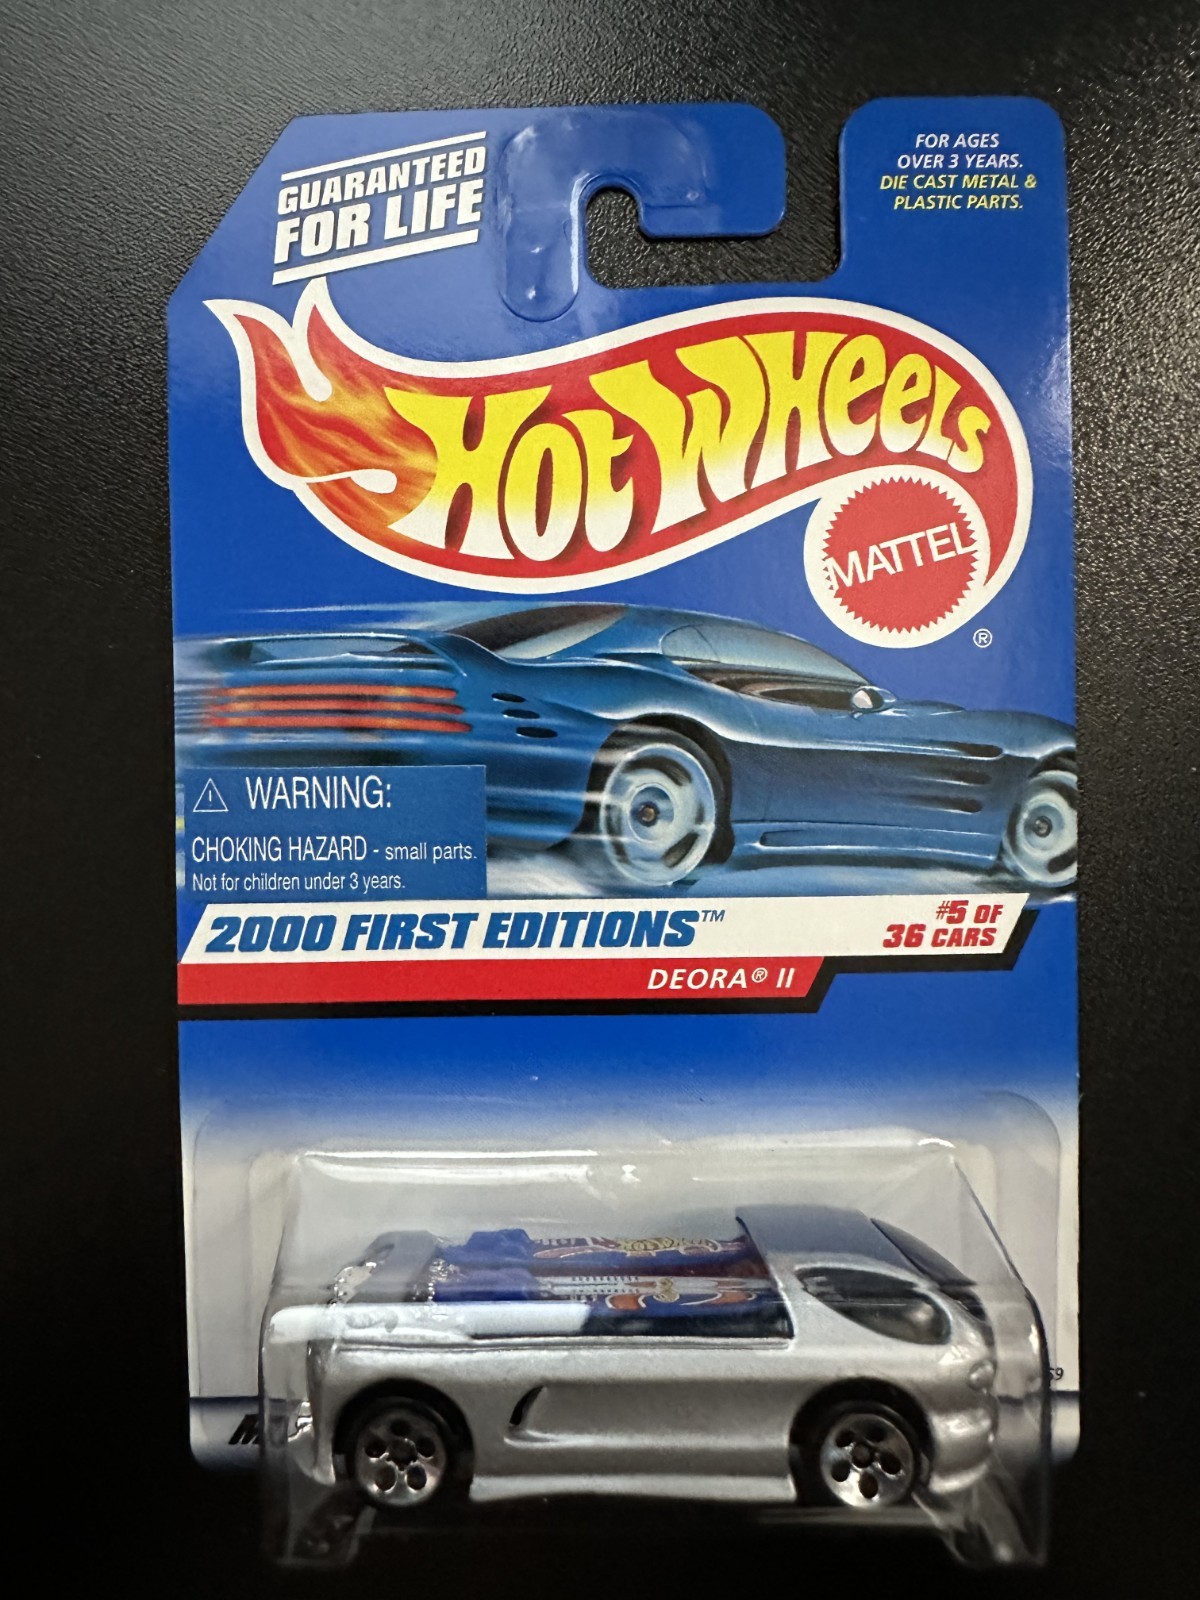 GUARANTEED
FOR LIFE
FOR AGES
OVER 3 YEARS.
DIE CAST METAL &
PLASTIC PARTS.
HOT WHEELS
MATTEL
®
⚠ WARNING:
CHOKING HAZARD - small parts.
Not for children under 3 years.
2000 FIRST EDITIONS™
#5 OF
36 CARS
DEORA® II